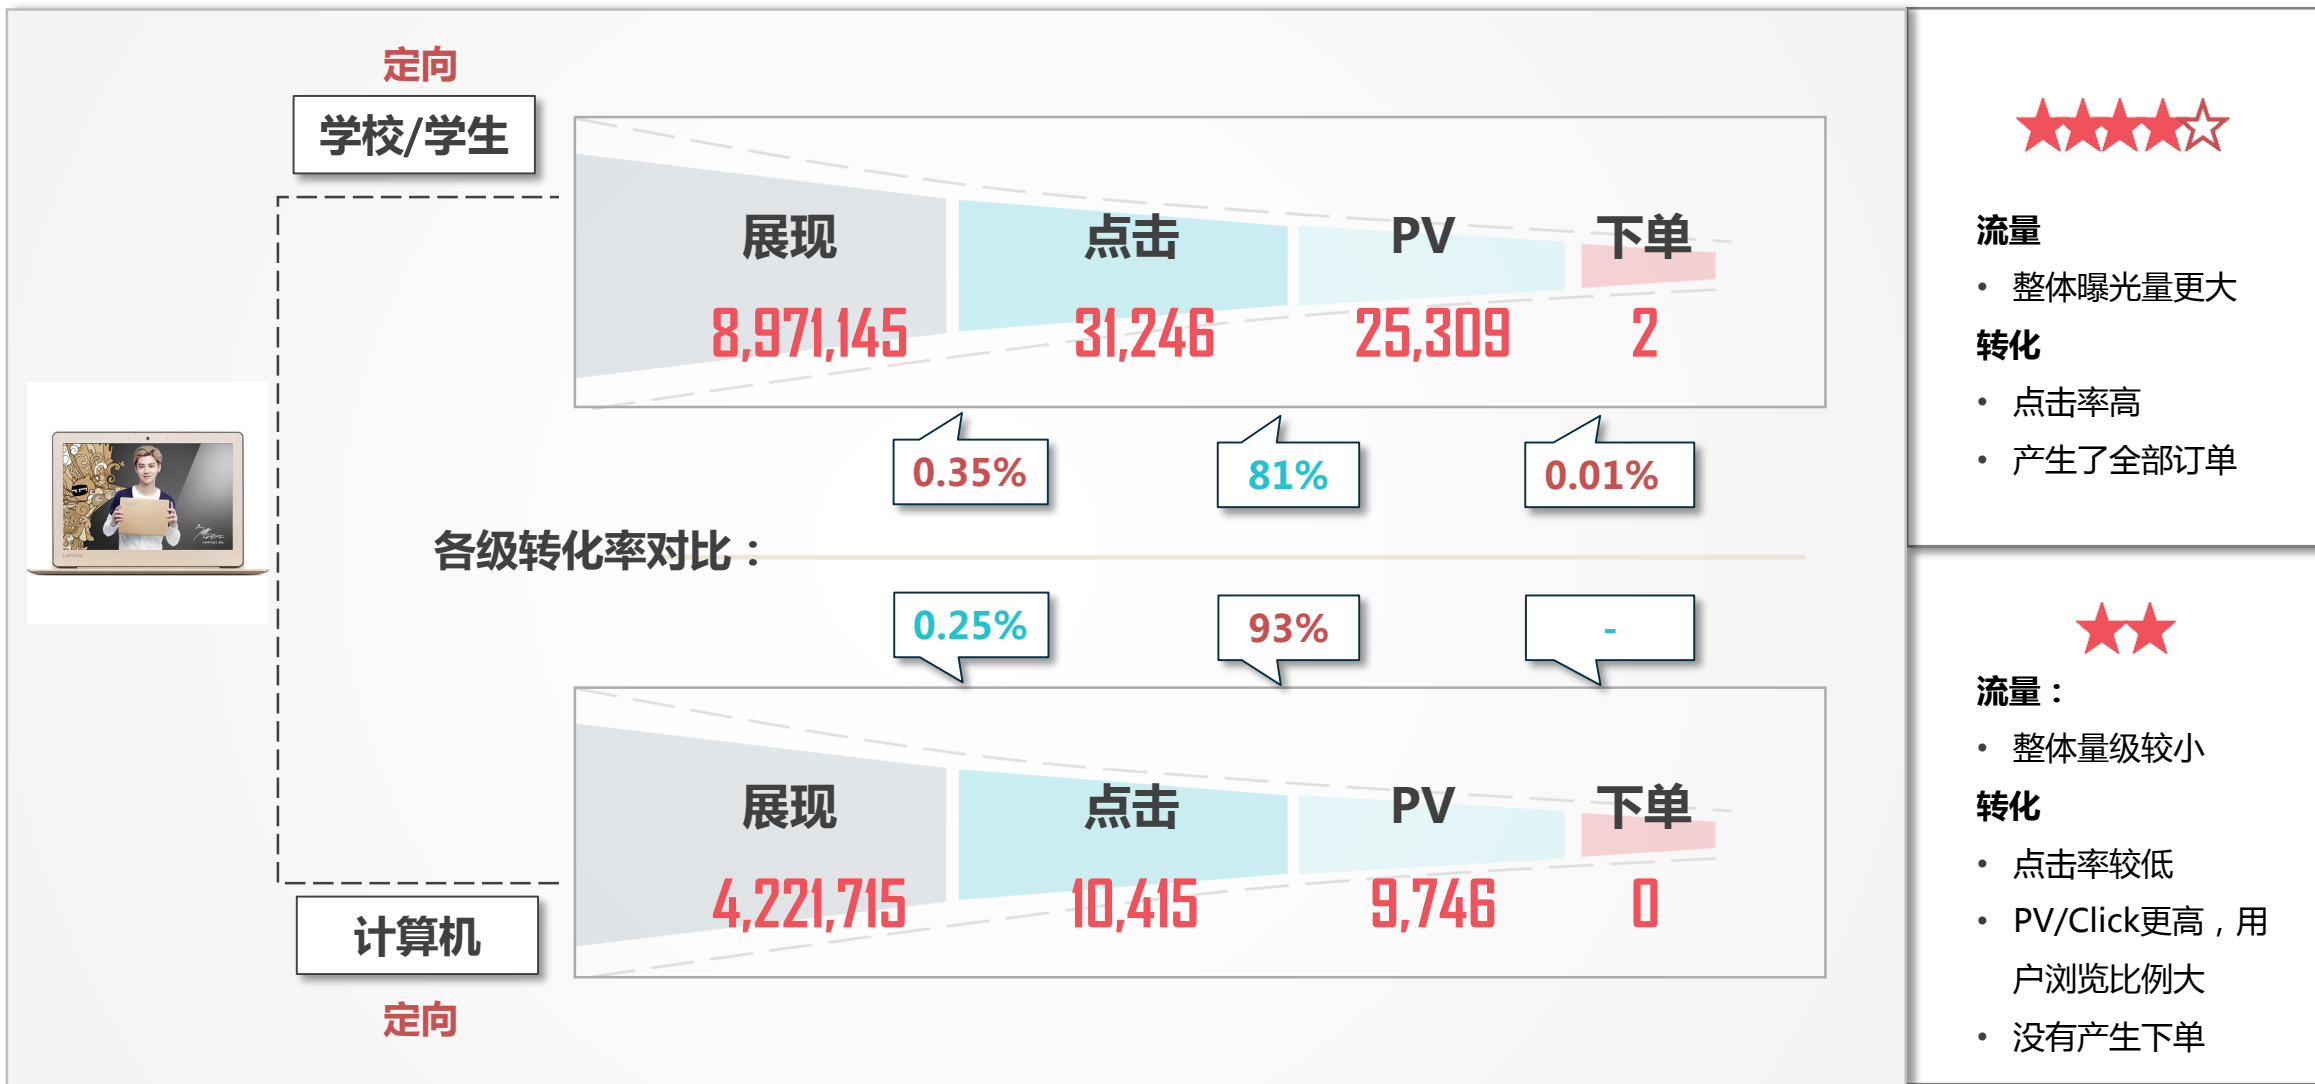 定向
学校/学生
展现 点击 PV 下单
8,971,145 31,246 25,309 2
0.35% 81% 0.01%
各级转化率对比：
0.25% 93% -
展现 点击 PV 下单
4,221,715 10,415 9,746 0
计算机
定向
流量
• 整体曝光量更大
转化
• 点击率高
• 产生了全部订单
流量：
• 整体量级较小
转化
• 点击率较低
• PV/Click更高，用
户浏览比例大
• 没有产生下单